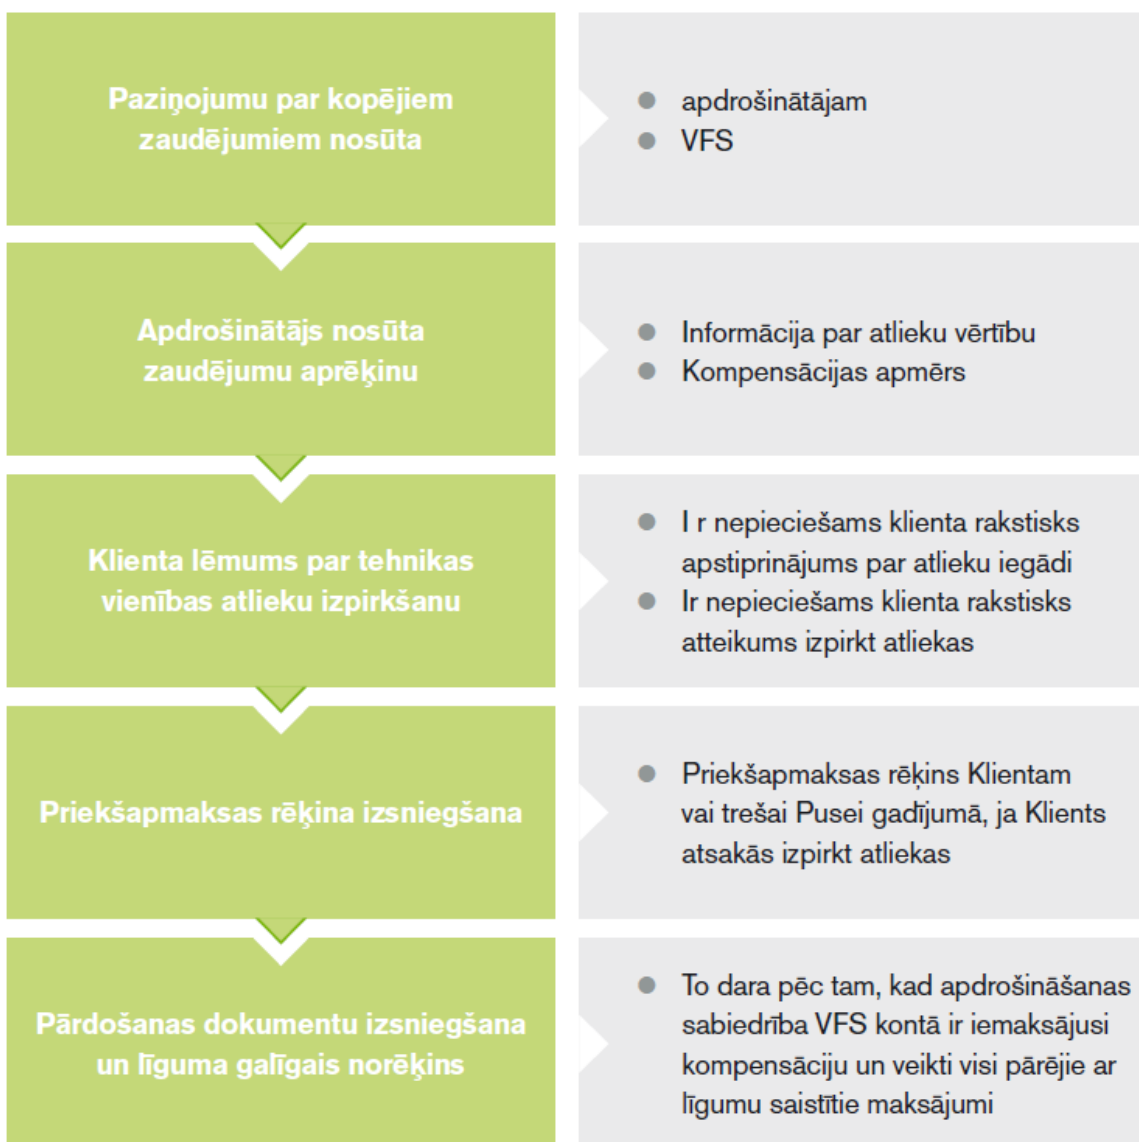 Paziņojumu par kopējiem
zaudējumiem nosūta
apdrošinātājam
VFS
Apdrošinātājs nosūta
zaudējumu aprēķinu
Informācija par atlieku vērtību
Kompensācijas apmērs
Klienta lēmums par tehnikas
vienības atlieku izpirkšanu
I r nepieciešams klienta rakstisks
apstiprinājums par atlieku iegādi
Ir nepieciešams klienta rakstisks
atteikums izpirkt atliekas
Priekšapmaksas rēķina izsniegšana
Priekšapmaksas rēķins Klientam
vai trešai Pusei gadījumā, ja Klients
atsakās izpirkt atliekas
Pārdošanas dokumentu izsniegšana
un līguma galīgais norēķins
To dara pēc tam, kad apdrošināšanas
sabiedrība VFS kontā ir iemaksājusi
kompensāciju un veikti visi pārējie ar
līgumu saistītie maksājumi